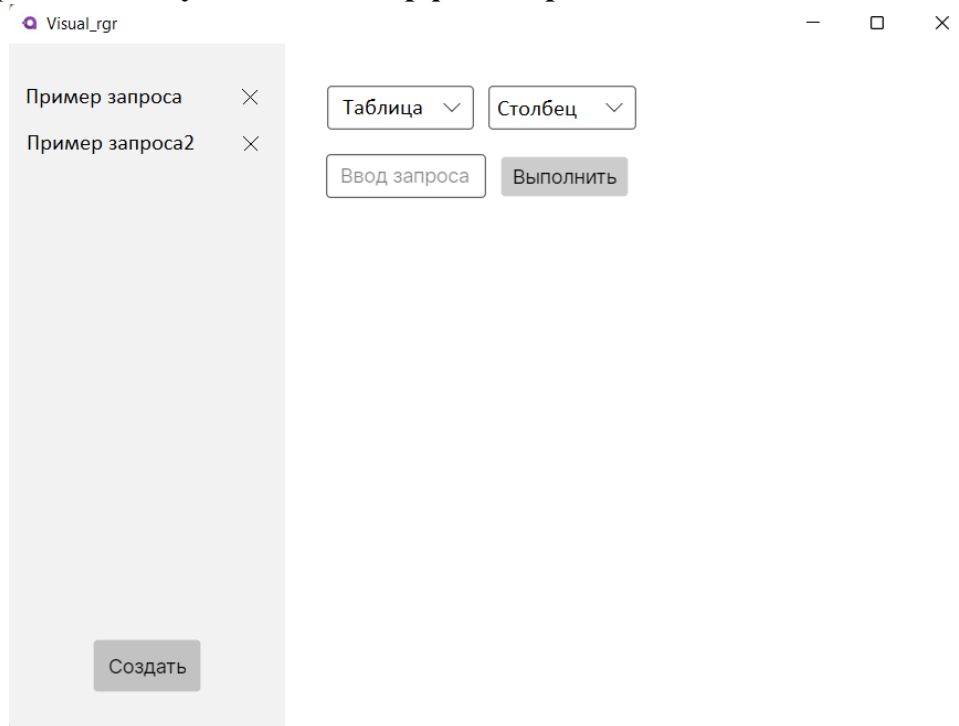 Visual_rgr
Пример запроса
Пример запроса2
Таблица Столбец
Ввод запроса Выполнить
Создать